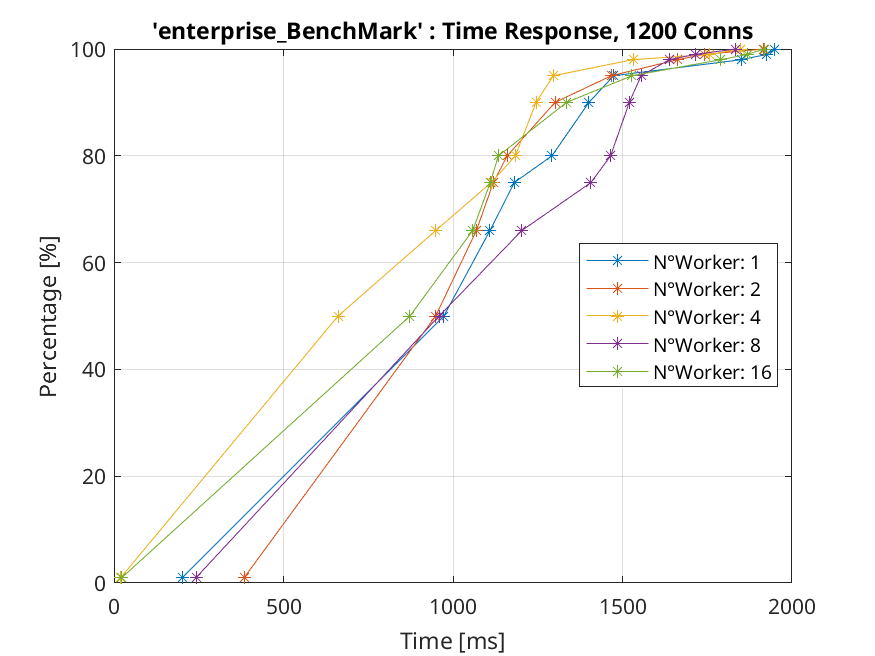 'enterprise_BenchMark' : Time Response, 1200 Conns
100
80
60
40
20
0
Percentage [%]
N°Worker: 1
N°Worker: 2
N°Worker: 4
N°Worker: 8
N°Worker: 16
0 500 1000 1500 2000
Time [ms]